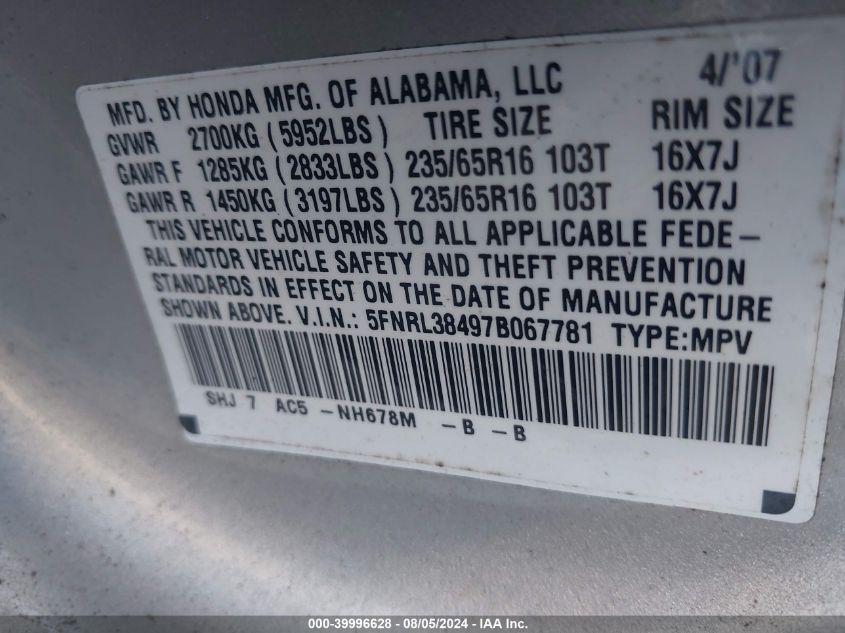 MFD. BY HONDA MFG. OF ALABAMA, LLC 4/'07
GVWR 2700KG (5952LBS) TIRE SIZE RIM SIZE
GAWR F 1285KG (2833LBS) 235/65R16 103T 16X7J
GAWR R 1450KG (3197LBS) 235/65R16 103T 16X7J
THIS VEHICLE CONFORMS TO ALL APPLICABLE FEDE-
RAL MOTOR VEHICLE SAFETY AND THEFT PREVENTION
STANDARDS IN EFFECT ON THE DATE OF MANUFACTURE
SHOWN ABOVE. V.I.N.: 5FNRL38497B067781 TYPE:MPV
SHJ 7 AC5 -NH678M -B -B
000-39996628 - 08/05/2024 - IAA Inc.